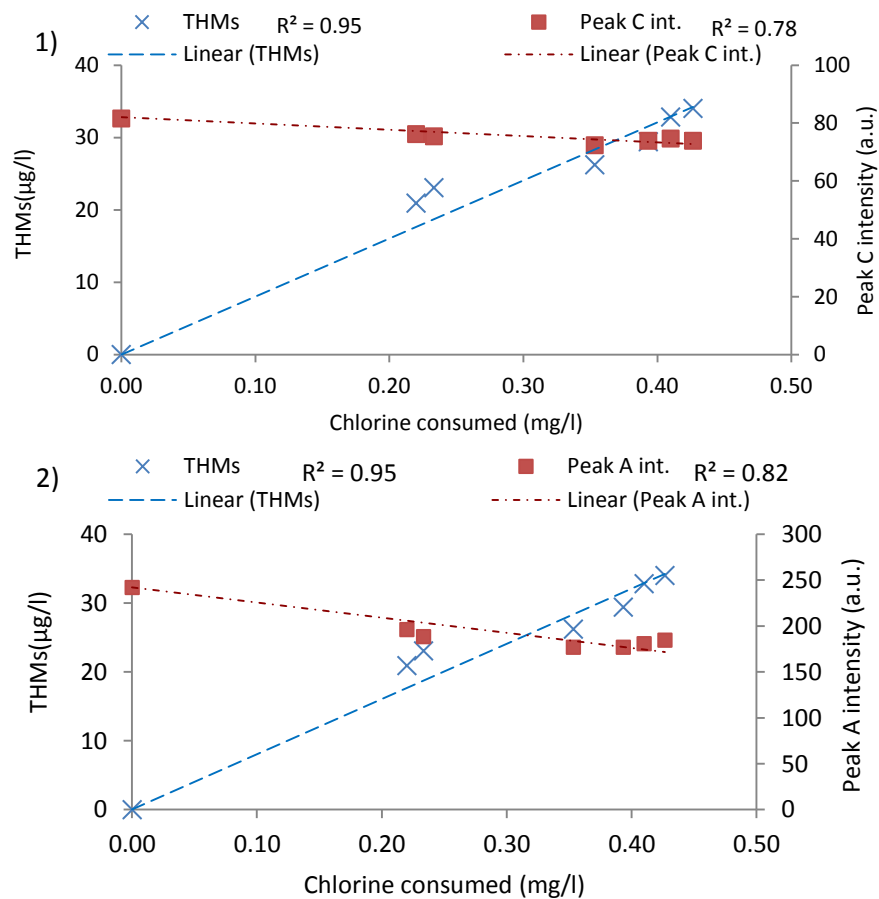 1)
THMs R² = 0.95 Peak C int. R² = 0.78
Linear (THMs) Linear (Peak C int.)
40 100
30 80
20 60
10 40
0 20
0
THMs(µg/l)
Peak C intensity (a.u.)
0.00 0.10 0.20 0.30 0.40 0.50
Chlorine consumed (mg/l)
2)
THMs R² = 0.95 Peak A int. R² = 0.82
Linear (THMs) Linear (Peak A int.)
40 300
30 250
20 200
10 150
0 100
50
0
THMs(µg/l)
Peak A intensity (a.u.)
0.00 0.10 0.20 0.30 0.40 0.50
Chlorine consumed (mg/l)